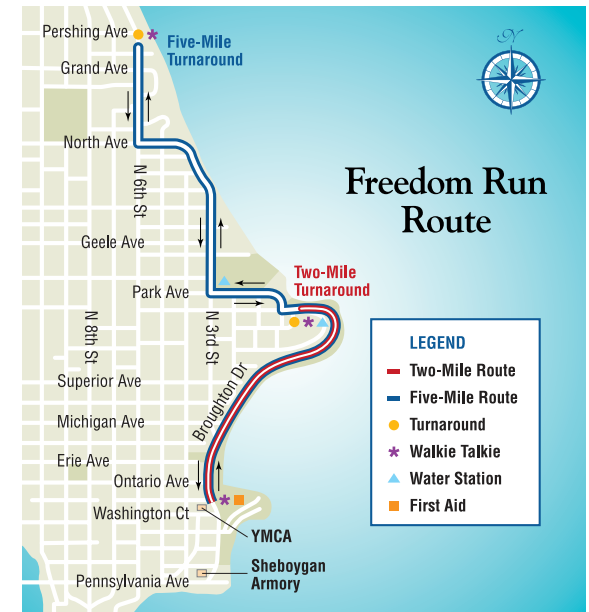 Pershing Ave
Five-Mile
Turnaround
Grand Ave
N
North Ave
N 6th St
Freedom Run
Route
Geele Ave
Two-Mile
Turnaround
Park Ave
N 8th St
N 3rd St
Superior Ave
Broughton Dr
Michigan Ave
Erie Ave
Ontario Ave
Washington Ct
YMCA
Sheboygan
Armory
Pennsylvania Ave
LEGEND
Two-Mile Route
Five-Mile Route
Turnaround
Walkie Talkie
Water Station
First Aid